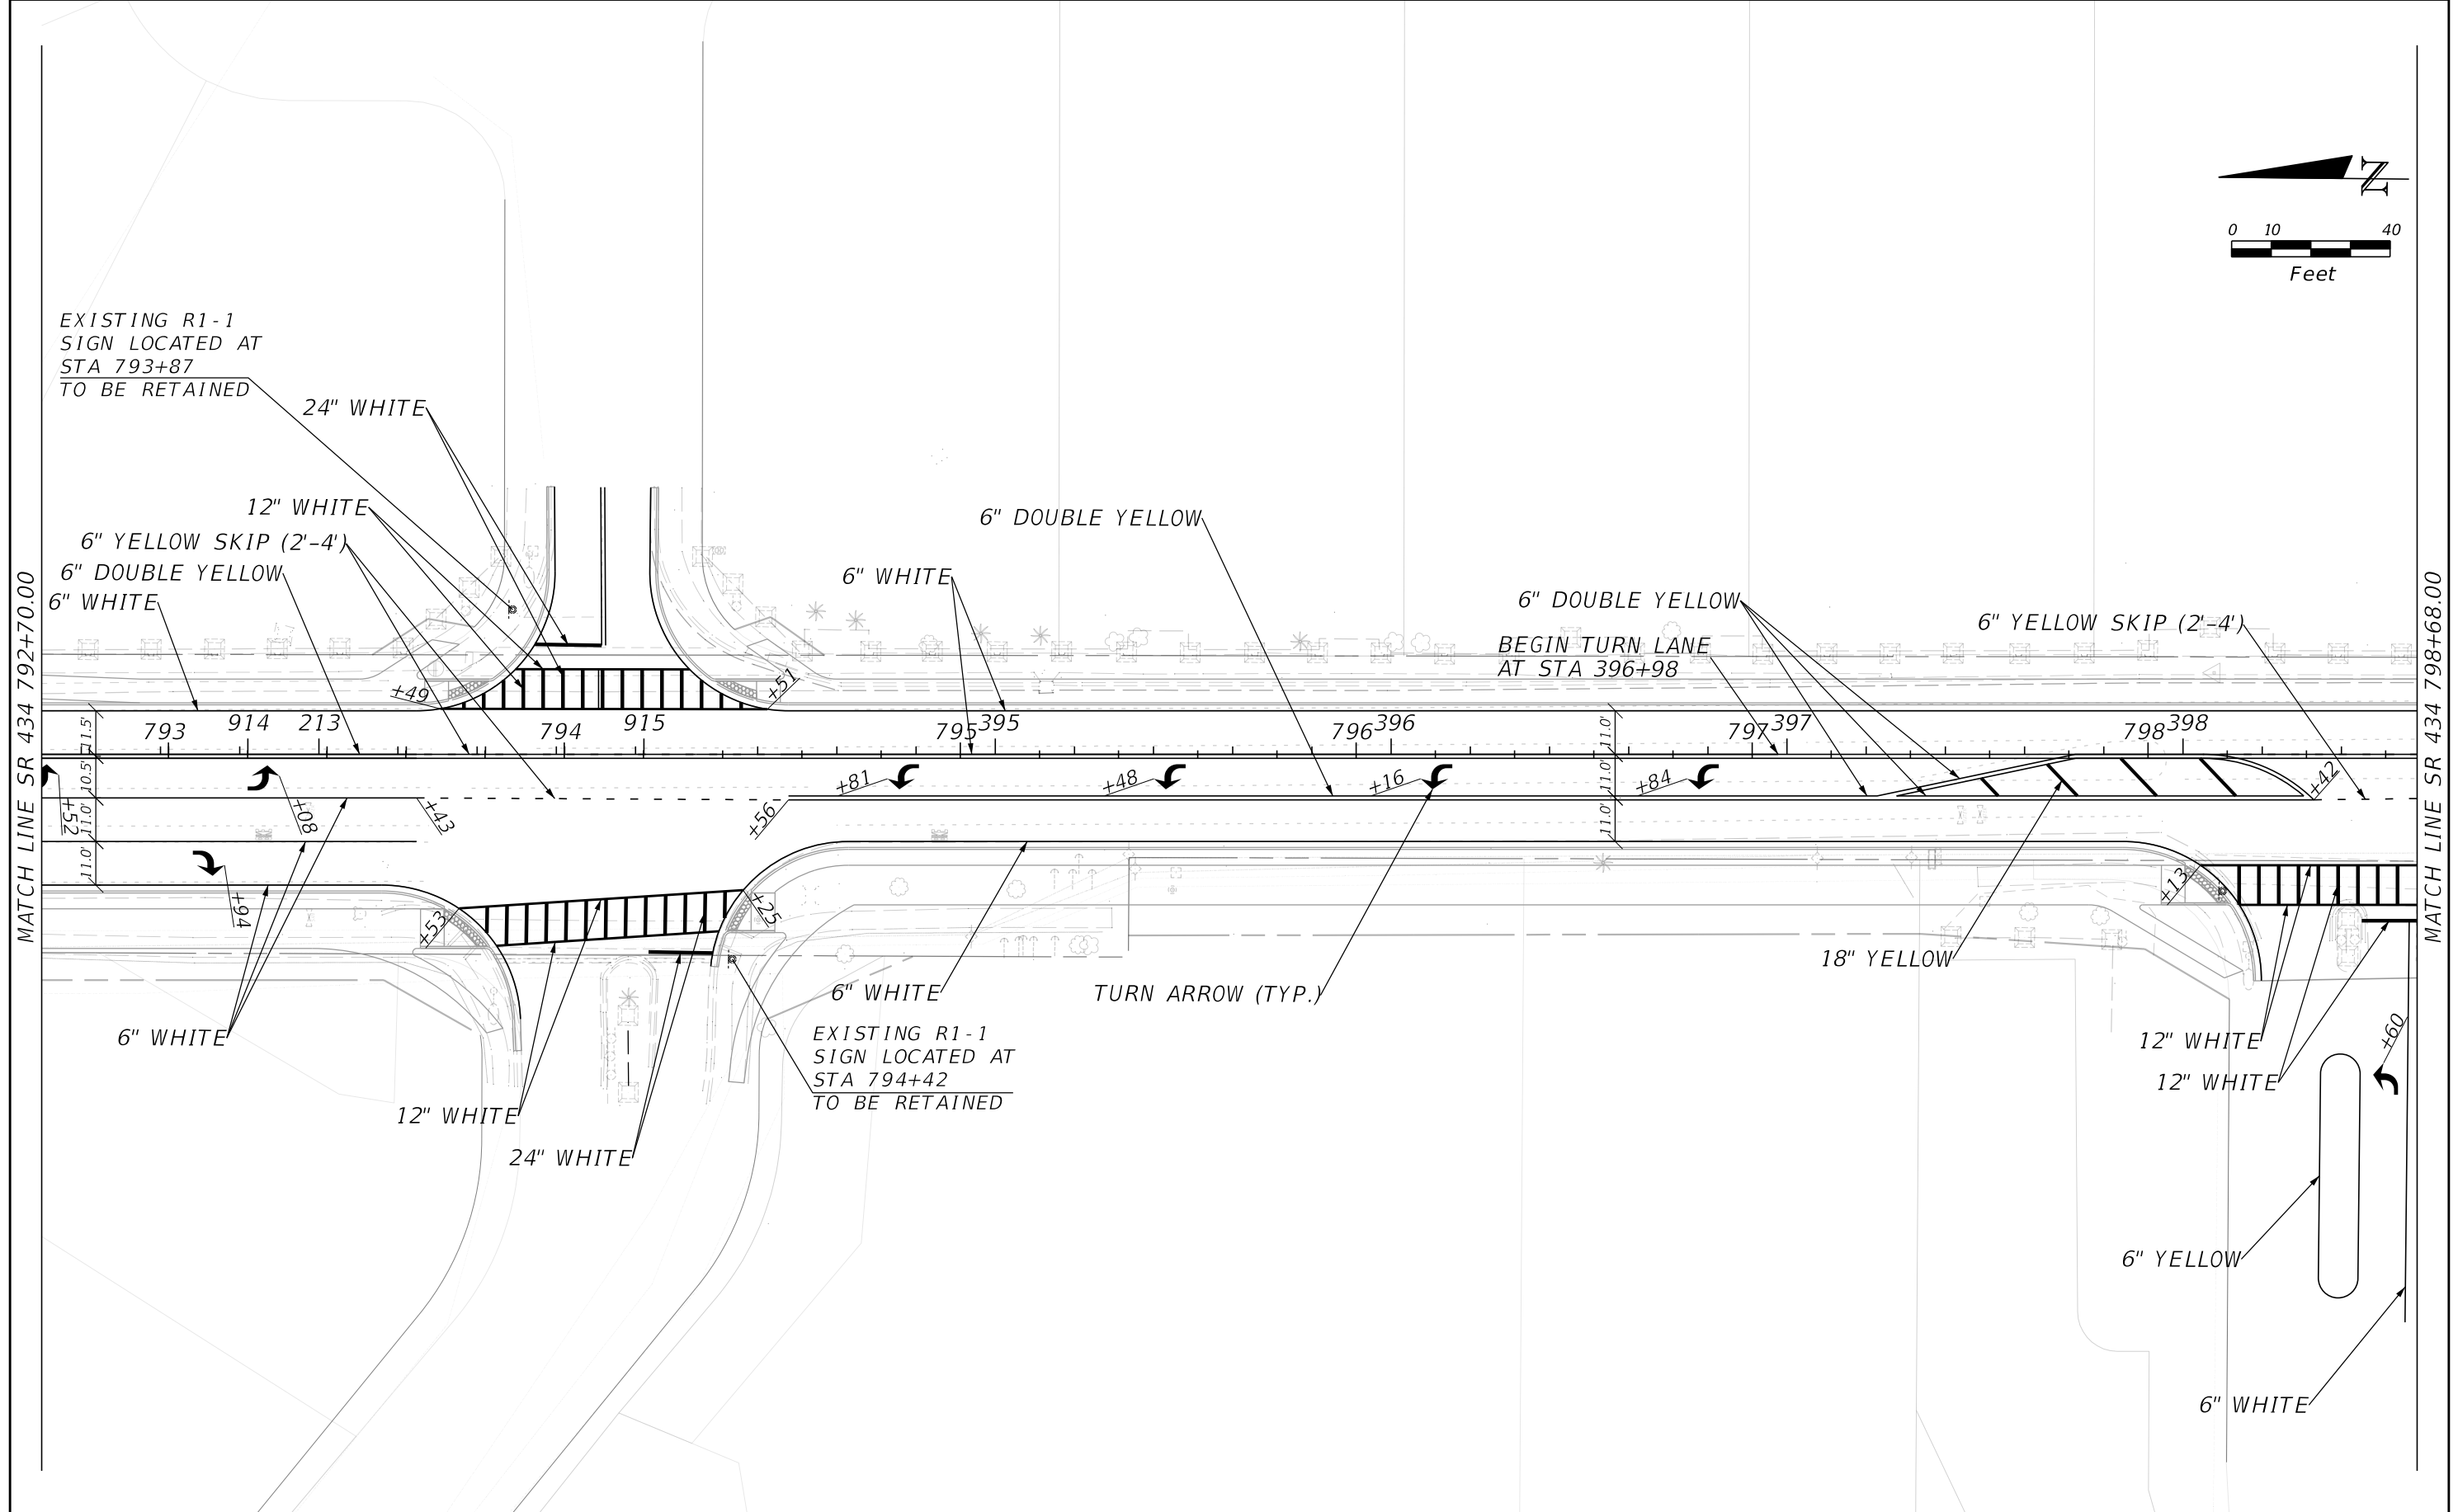 0 10 40
Feet
EXISTING R1-1
SIGN LOCATED AT
STA 793+87
TO BE RETAINED
24" WHITE
12" WHITE
6" YELLOW SKIP (2'-4')
6" DOUBLE YELLOW
6" WHITE
6" DOUBLE YELLOW
6" WHITE
6" DOUBLE YELLOW
BEGIN TURN LANE
AT STA 396+98
6" YELLOW SKIP (2'-4')
MATCH LINE SR 434 792+70.00
MATCH LINE SR 434 798+68.00
+49
+51
793
914
213
794
915
795
395
796
396
797
397
798
398
11.5'
10.5'
11.0'
11.0'
11.0'
11.0'
11.0'
+52
+08
+43
+94
+81
+48
+16
+84
+56
+42
+53
+25
+13
6" WHITE
12" WHITE
24" WHITE
6" WHITE
EXISTING R1-1
SIGN LOCATED AT
STA 794+42
TO BE RETAINED
TURN ARROW (TYP.)
18" YELLOW
12" WHITE
12" WHITE
+60
6" YELLOW
6" WHITE
N